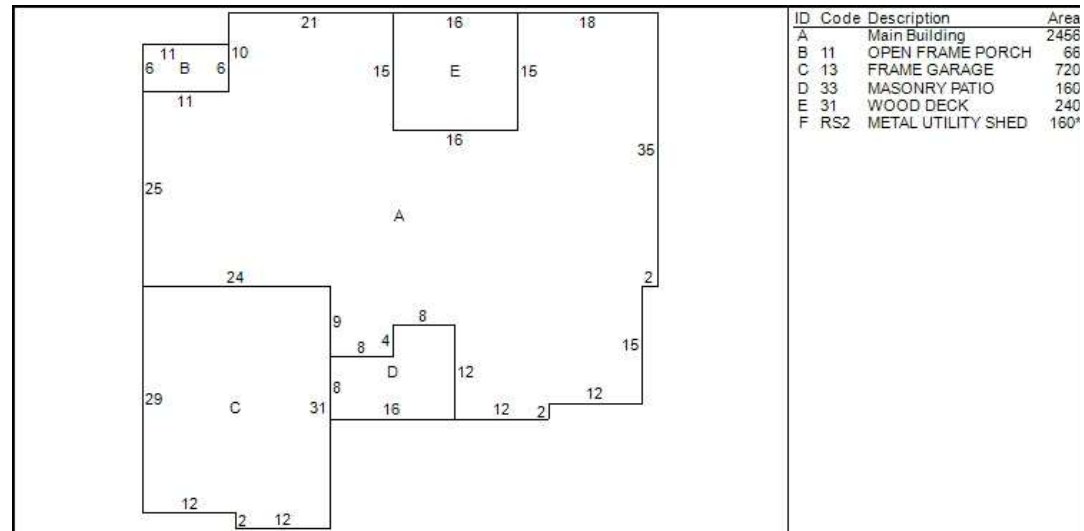 21 16 18
11 10
6 B 6 15 E 15
11
16
35
25
A
24 2
9 8
4
8 15
D 12
8 12
29 C 31 16 12 2
12
2 12
ID Code Description Area
A Main Building 2456
B 11 OPEN FRAME PORCH 66
C 13 FRAME GARAGE 720
D 33 MASONRY PATIO 160
E 31 WOOD DECK 240
F RS2 METAL UTILITY SHED 160*